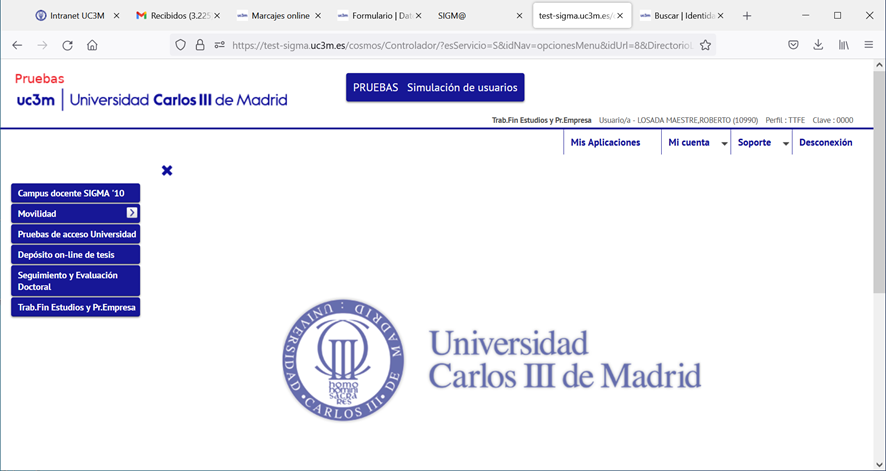 Intranet UC3M
Recibidos (3.225
Marcajes online
Formulario | Dat
SIGM@
test-sigma.uc3m.es/
Buscar | Identida
https://test-sigma.uc3m.es/cosmos/Controlador/?esServicio=S&idNav=opcionesMenu&idUrl=8&Directorio
Pruebas
uc3m | Universidad Carlos III de Madrid
PRUEBAS Simulación de usuarios
Trab.Fin Estudios y Pr.Empresa Usuario/a - LOSADA MAESTRE,ROBERTO (10990) Perfil : TTFE Clave : 0000
Mis Aplicaciones
Mi cuenta
Soporte
Desconexión
Campus docente SIGMA '10
Movilidad
Pruebas de acceso Universidad
Depósito on-line de tesis
Seguimiento y Evaluación
Doctoral
Trab.Fin Estudios y Pr.Empresa
UNIVERSIDAD · CARLOS III · DE MADRID
homo
homini
sacra
res
Universidad
Carlos III de Madrid